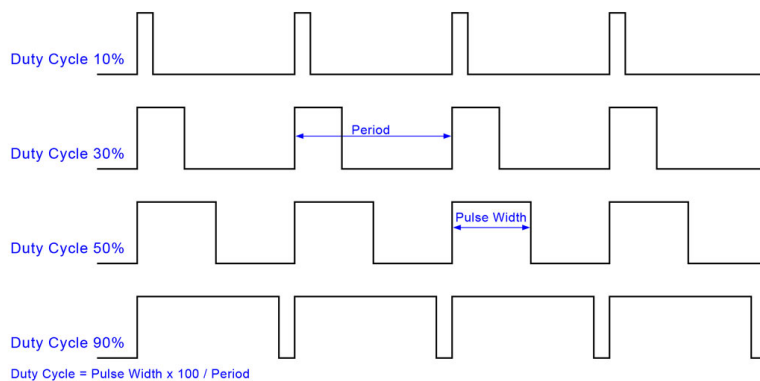 Duty Cycle 10%
Period
Duty Cycle 30%
Pulse Width
Duty Cycle 50%
Duty Cycle 90%
Duty Cycle = Pulse Width x 100 / Period